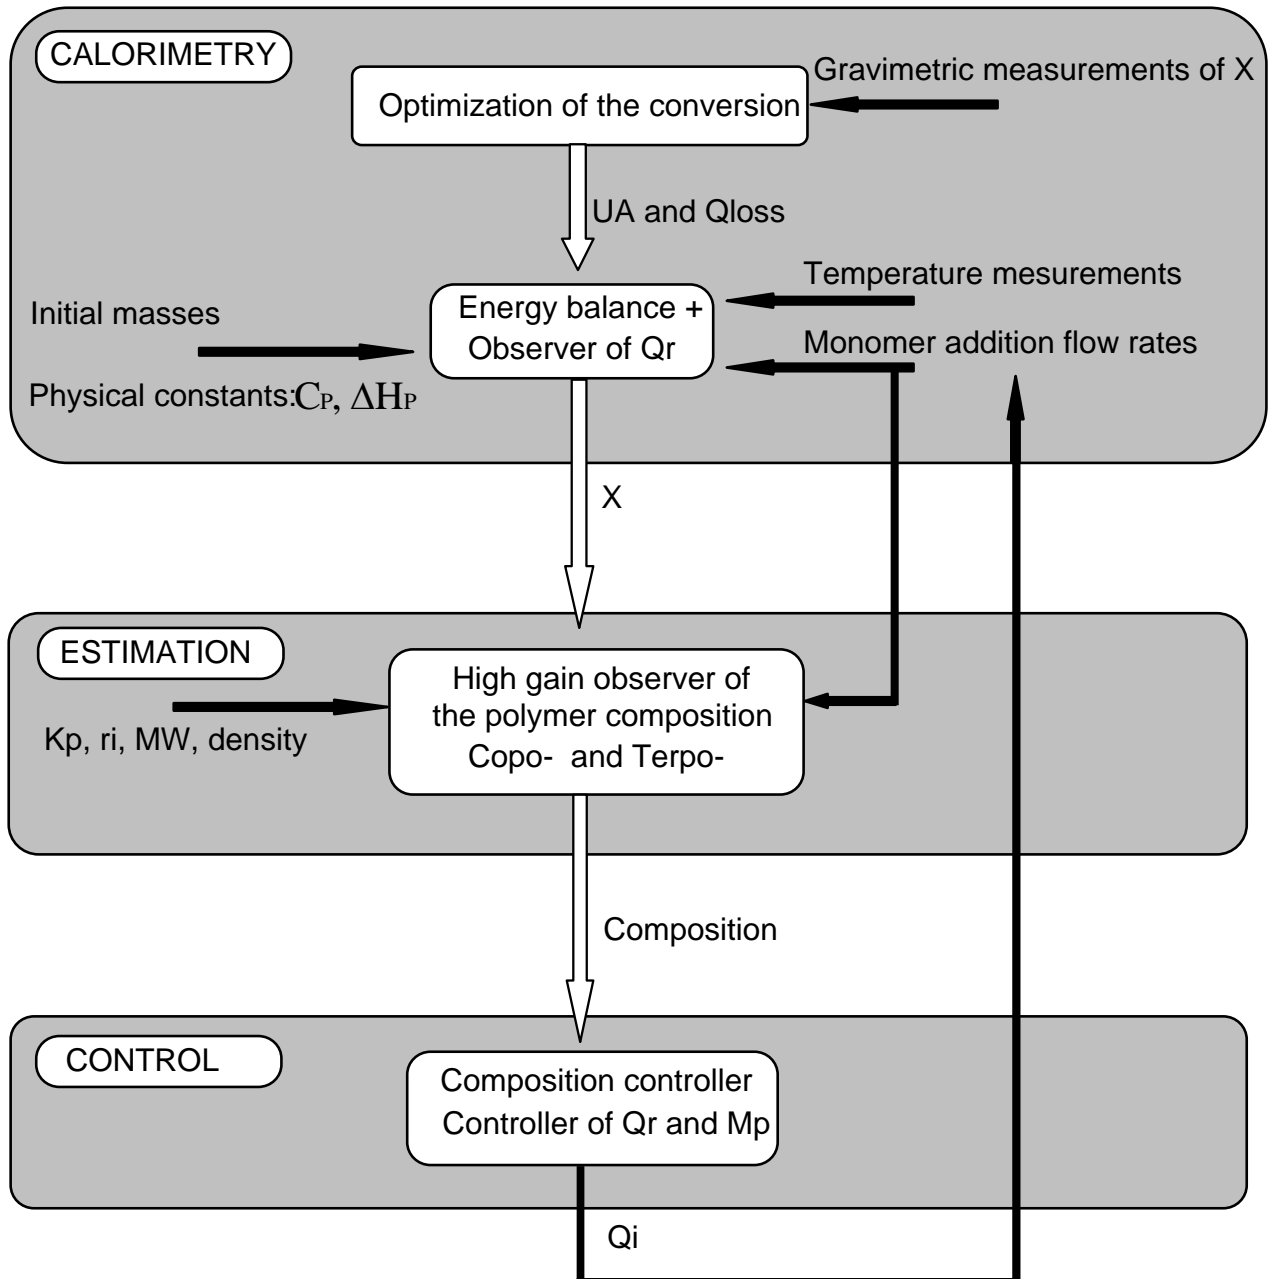 CALORIMETRY
Gravimetric measurements of X
Optimization of the conversion
UA and Qloss
Temperature mesurements
Initial masses
Energy balance +
Observer of Qr
Monomer addition flow rates
Physical constants:CP, ΔHP
X
ESTIMATION
High gain observer of
the polymer composition
Copo- and Terpo-
Kp, ri, MW, density
Composition
CONTROL
Composition controller
Controller of Qr and Mp
Qi